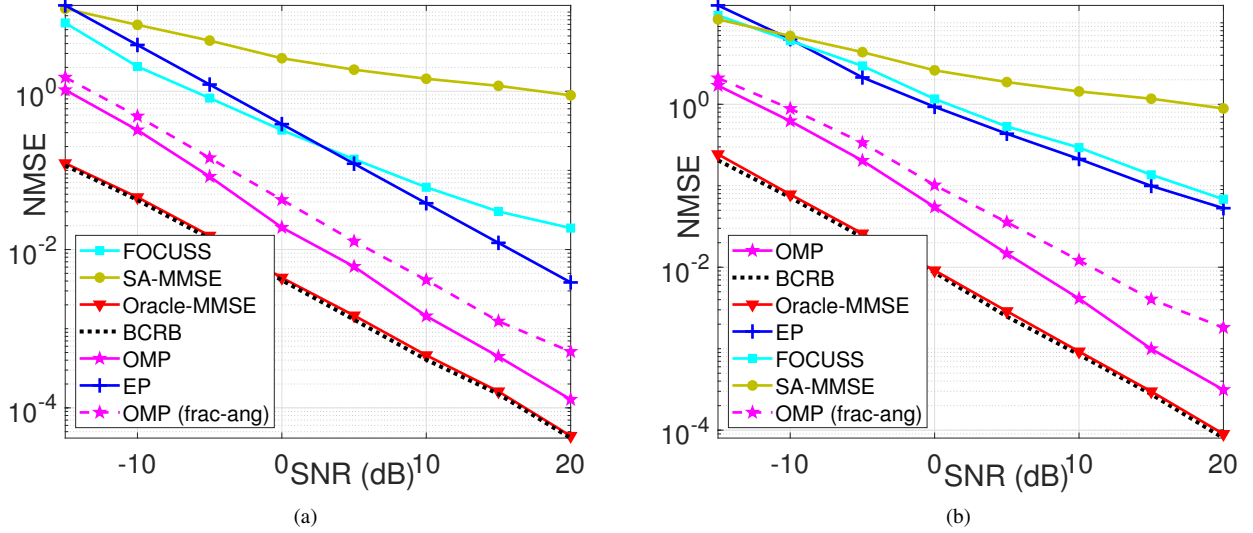 NMSE
10^0
10^-2
10^-4
FOCUSS
SA-MMSE
Oracle-MMSE
BCRB
OMP
EP
OMP (frac-ang)
-10
0
10
20
SNR (dB)
(a)
NMSE
10^0
10^-2
10^-4
OMP
BCRB
Oracle-MMSE
EP
FOCUSS
SA-MMSE
OMP (frac-ang)
-10
0
10
20
SNR (dB)
(b)